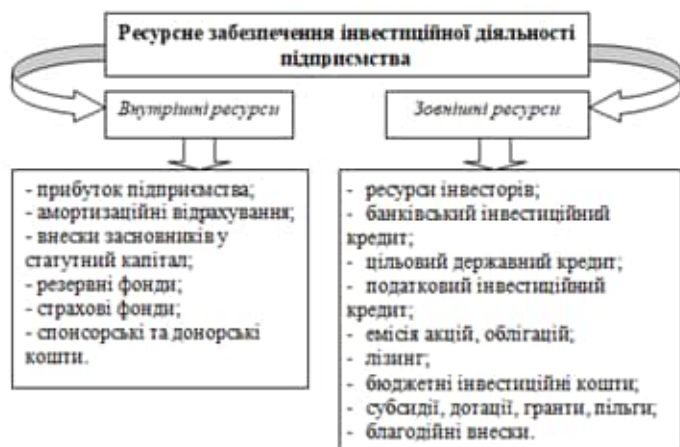 Ресурсне забезпечення інвестиційної діяльності
підприємства
Внутрішні ресурси
Зовнішні ресурси
- прибуток підприємства;
- амортизаційні відрахування;
- внески засновників у
статутний капітал;
- резервні фонди;
- страхові фонди;
- спонсорські та донорські
кошти.
- ресурси інвесторів;
- банківський інвестиційний
кредит;
- цільовий державний кредит;
- податковий інвестиційний
кредит;
- емісія акцій, облігацій;
- лізинг;
- бюджетні інвестиційні кошти;
- субсидії, дотації, гранти, пільги;
- благодійні внески.